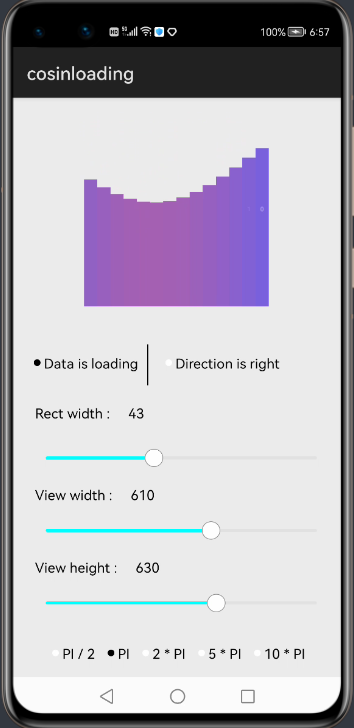 100% 6:57
cosinloading
Data is loading Direction is right
Rect width : 43
View width : 610
View height : 630
PI / 2 PI 2 * PI 5 * PI 10 * PI